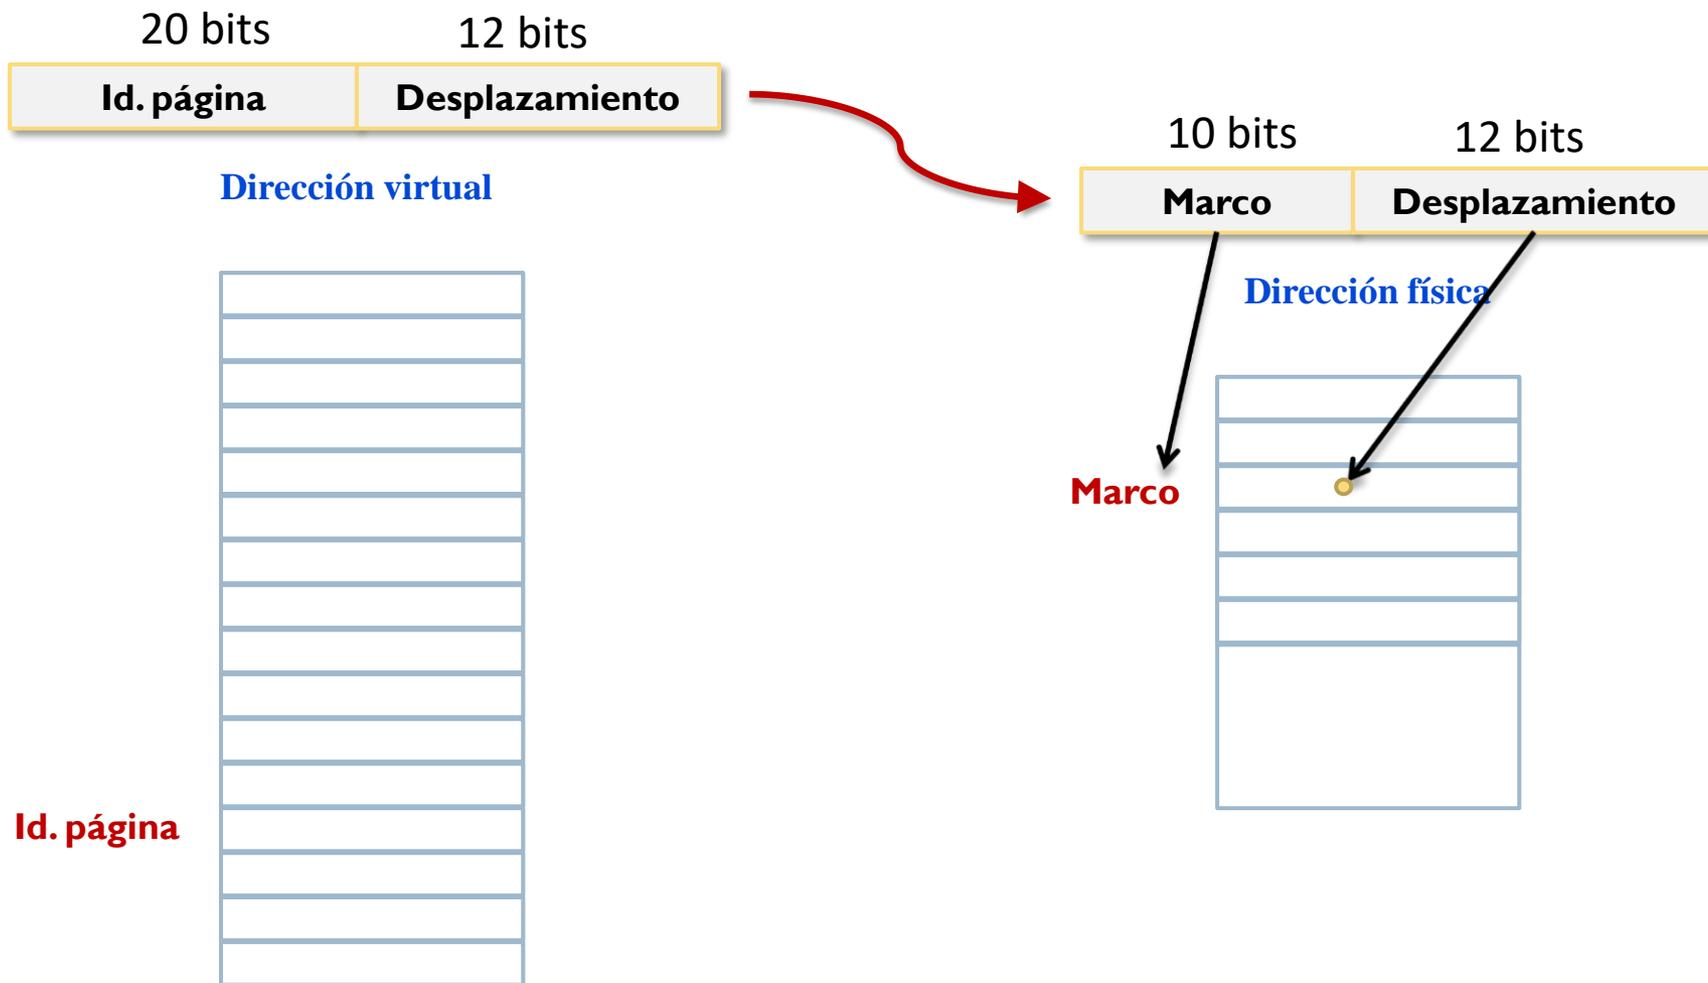 20 bits 12 bits
Id. página Desplazamiento
Dirección virtual
10 bits 12 bits
Marco Desplazamiento
Dirección física
Marco
Id. página